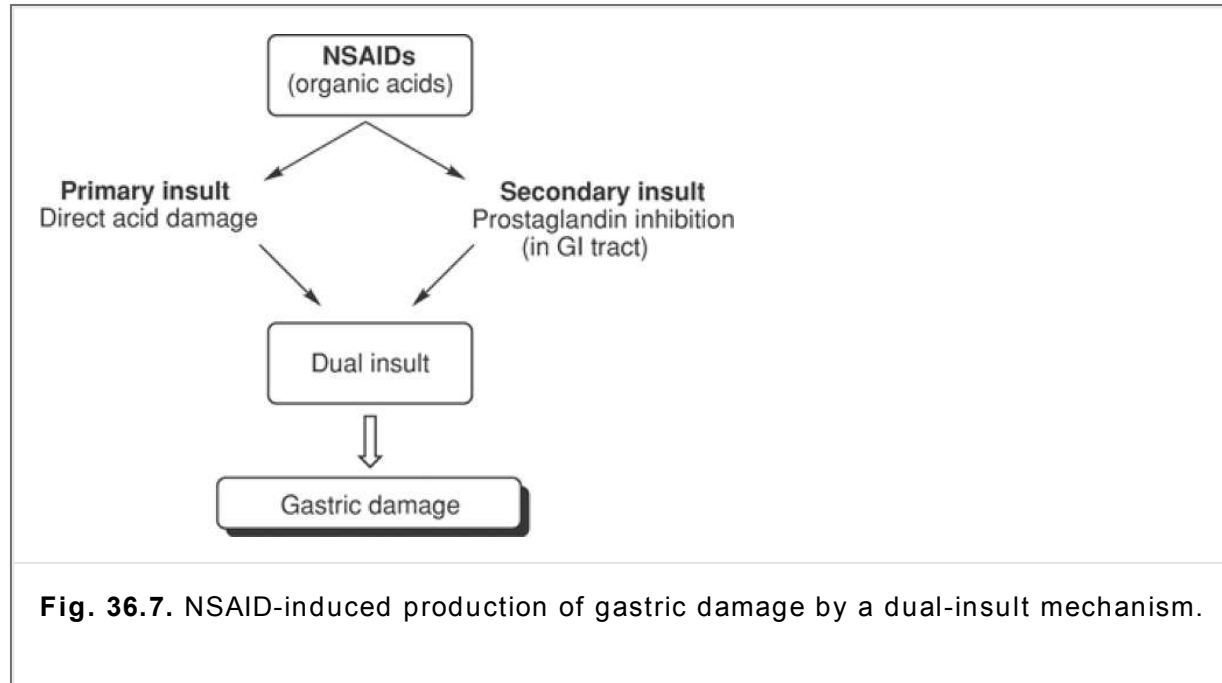 NSAIDs
(organic acids)
Primary insult
Direct acid damage
Secondary insult
Prostaglandin inhibition
(in GI tract)
Dual insult
Gastric damage
Fig. 36.7. NSAID-induced production of gastric damage by a dual-insult mechanism.